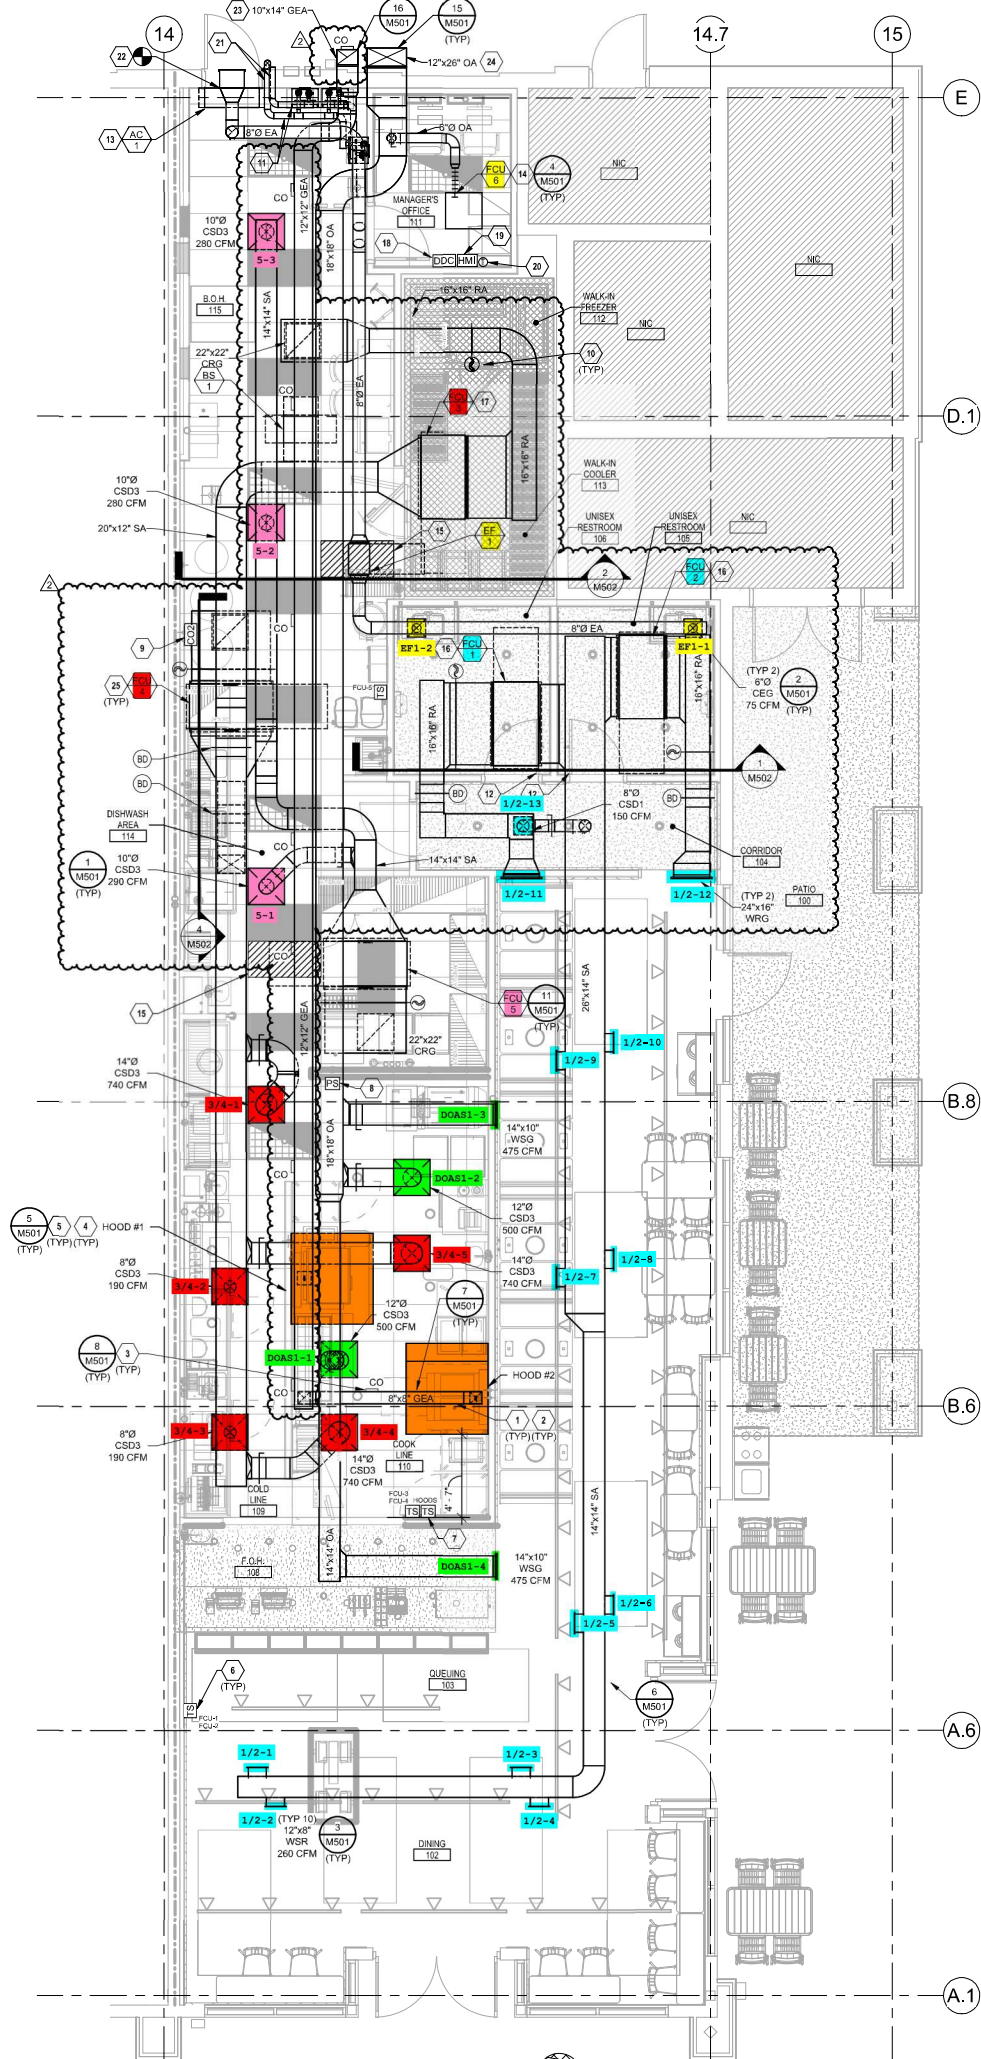 23
10"x14" GEA
16
M501
15
M501
(TYP)
14
14.7
15
2
CO
12"x26" OA
24
22
21
E
13
AC
1
8"Ø EA
11
6"Ø OA
FCU
6
14
4
M501
(TYP)
NIC
CO
12"x12" GEA
MANAGER'S
OFFICE
111
10"Ø
CSD3
280 CFM
5-3
18"x18" OA
18
19
DDC
HMI
T
20
NIC
16"x16" RA
WALK-IN
FREEZER
112
NIC
B.O.H.
115
14"x14" SA
22"x22"
CRG
BS
1
10
(TYP)
8"Ø EA
CO
FCU
3
17
D.1
16"x16" RA
WALK-IN
COOLER
113
10"Ø
CSD3
280 CFM
20"x12" SA
5-2
UNISEX
RESTROOM
106
UNISEX
RESTROOM
105
NIC
15
EF
1
2
M502
FCU
2
16
2
CO2
9
CO
8"Ø EA
EF1-2
16
FCU
1
EF1-1
(TYP 2)
6"Ø
CEG
75 CFM
2
M501
(TYP)
25
(TYP)
FCU
4
FCU-5
TS
16"x16" RA
16"x16" RA
BD
BD
1
M502
BD
12
12
1/2-13
8"Ø
CSD1
150 CFM
BD
DISHWASH
AREA
114
CO
CORRIDOR
104
1
M501
(TYP)
10"Ø
CSD3
290 CFM
14"x14" SA
5-1
1/2-11
1/2-12
(TYP 2)
24"x16"
WRG
PATIO
100
4
M502
CO
15
12"x12" GEA
FCU
5
11
M501
(TYP)
26"x14" SA
22"x22"
CRG
1/2-10
1/2-9
14"Ø
CSD3
740 CFM
PS
8
3/4-1
DOAS1-3
B.8
18"x18" OA
14"x10"
WSG
475 CFM
CO
DOAS1-2
12"Ø
CSD3
500 CFM
5
M501
(TYP)
5
(TYP)
4
(TYP)
HOOD #1
3/4-5
14"Ø
CSD3
740 CFM
1/2-8
1/2-7
8"Ø
CSD3
190 CFM
3/4-2
12"Ø
CSD3
500 CFM
7
M501
(TYP)
8
M501
(TYP)
3
(TYP)
DOAS1-1
HOOD #2
CO
CO
8"x8" GEA
B.6
1
(TYP)
2
(TYP)
8"Ø
CSD3
190 CFM
3/4-3
3/4-4
14"Ø
CSD3
740 CFM
COOK
LINE
110
4' - 7"
COLD
LINE
109
FCU-3
FCU-4
HOODS
TS
TS
7
14"x14" SA
14"x14" OA
F.O.H.
108
DOAS1-4
14"x10"
WSG
475 CFM
1/2-6
1/2-5
6
(TYP)
QUEUING
103
TS
FCU-1
FCU-2
6
M501
(TYP)
A.6
1/2-1
1/2-3
1/2-2
(TYP 10)
12"x8"
WSR
260 CFM
3
M501
(TYP)
1/2-4
DINING
102
A.1